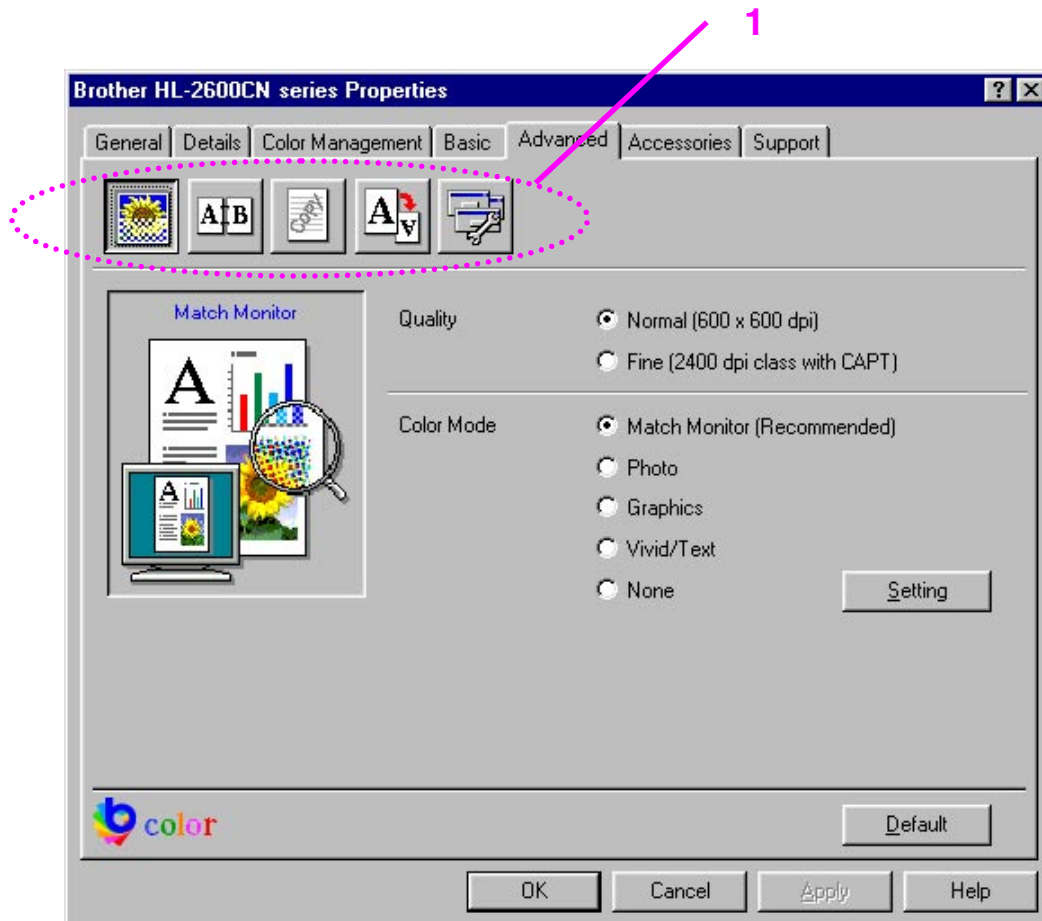 1
Brother HL-2600CN series Properties
General Details Color Management Basic Advanced Accessories Support
A B COPY A A
Match Monitor
A
A
Quality
Normal (600 x 600 dpi)
Fine (2400 dpi class with CAPT)
Color Mode
Match Monitor (Recommended)
Photo
Graphics
Vivid/Text
None
Setting
b color
Default
OK Cancel Apply Help